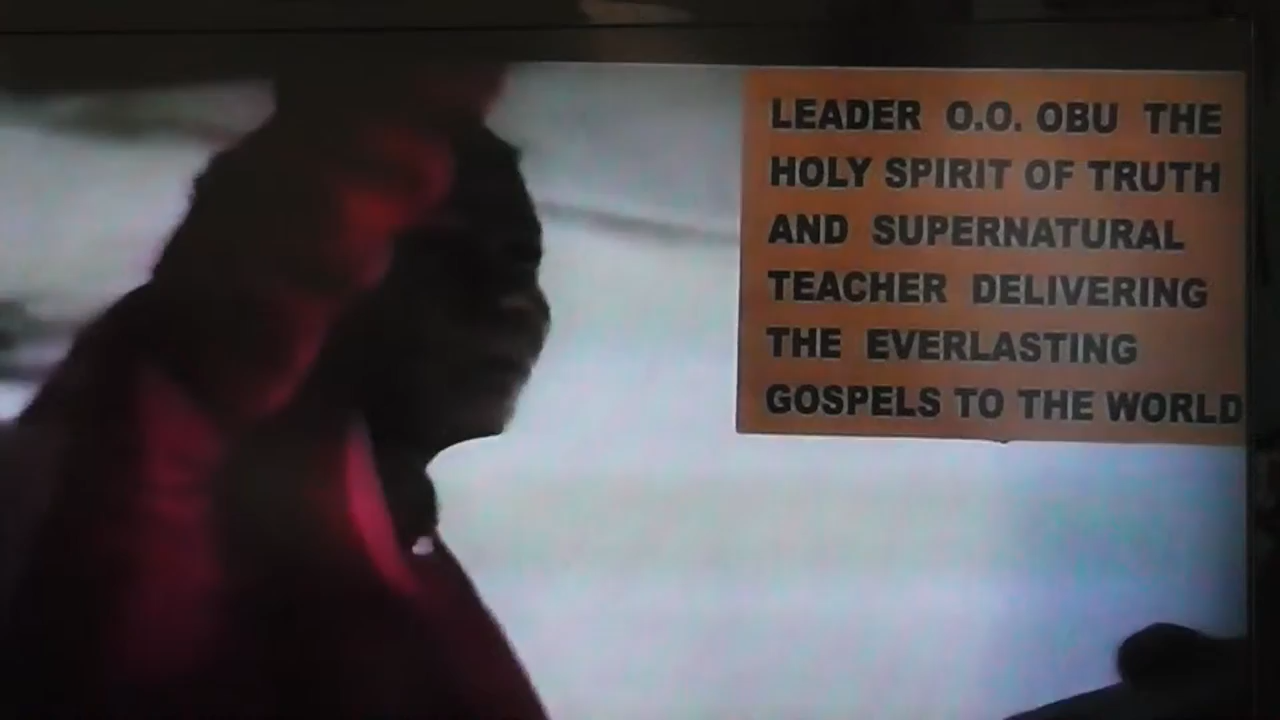 LEADER O.O. OBU THE
HOLY SPIRIT OF TRUTH
AND SUPERNATURAL
TEACHER DELIVERING
THE EVERLASTING
GOSPELS TO THE WORLD